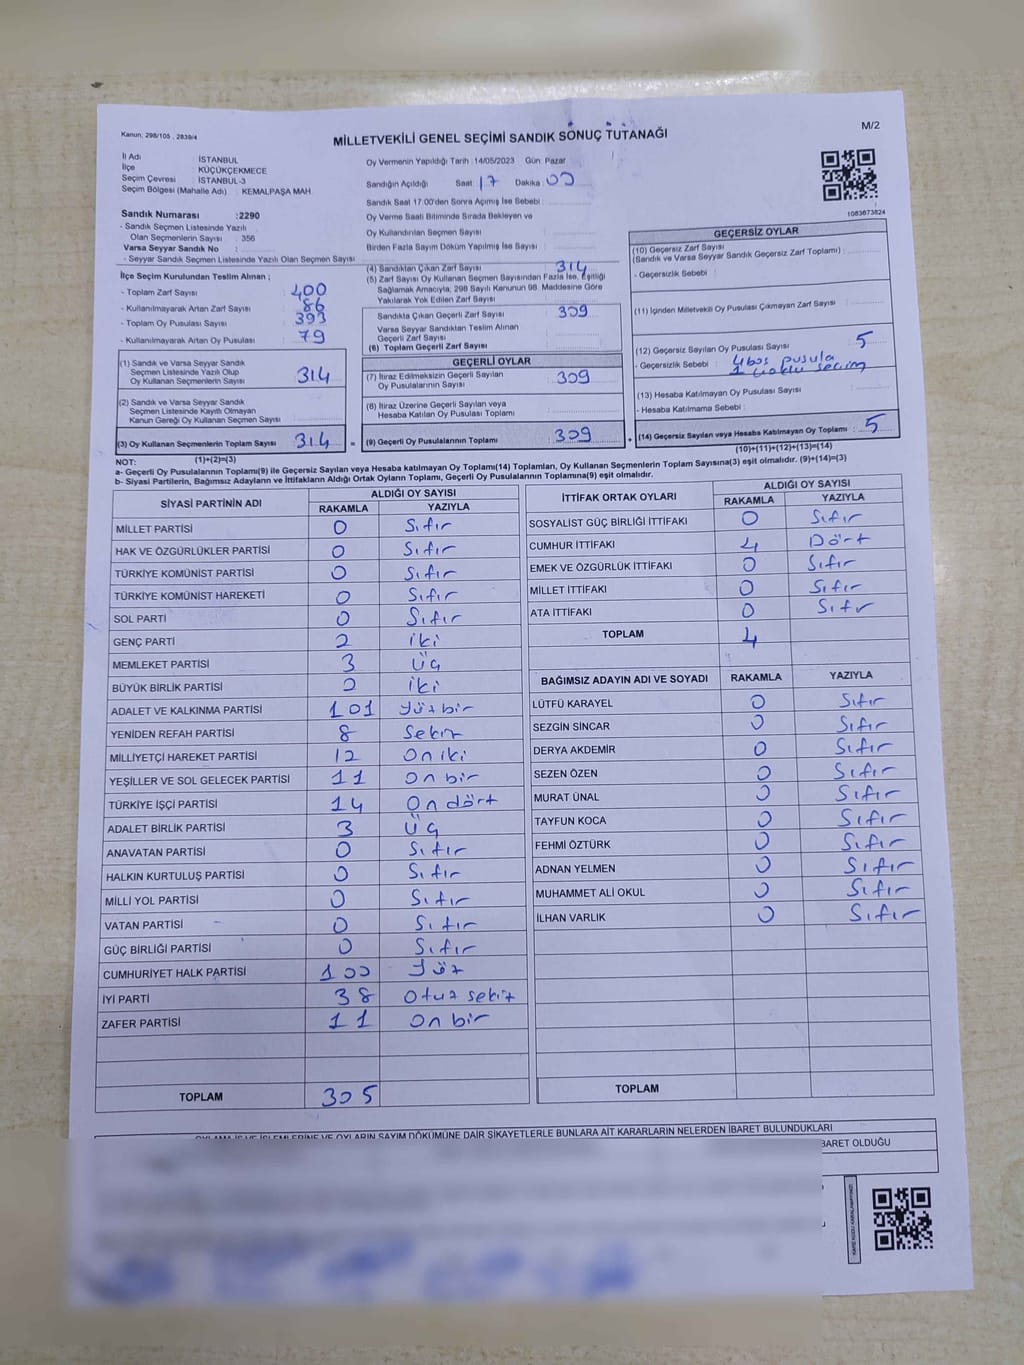 Kanun; 298/105 , 2839/4
MİLLETVEKİLİ GENEL SEÇİMİ SANDIK SONUÇ TUTANAĞI
M/2
İl Adı : İSTANBUL
İlçe : KÜÇÜKÇEKMECE
Seçim Çevresi : İSTANBUL-3
Seçim Bölgesi (Mahalle Adı) : KEMALPAŞA MAH.
Sandık Numarası :2290
- Sandık Seçmen Listesinde Yazılı
Olan Seçmenlerin Sayısı : 356
Varsa Seyyar Sandık No :
- Seyyar Sandık Seçmen Listesinde Yazılı Olan Seçmen Sayısı:
İlçe Seçim Kurulundan Teslim Alınan ;
- Toplam Zarf Sayısı : 400
- Kullanılmayarak Artan Zarf Sayısı : 86
- Toplam Oy Pusulası Sayısı : 393
- Kullanılmayarak Artan Oy Pusulası : 79
(1) Sandık ve Varsa Seyyar Sandık
Seçmen Listesinde Yazılı Olup
Oy Kullanan Seçmenlerin Sayısı : 314
(2) Sandık ve Varsa Seyyar Sandık
Seçmen Listesinde Kayıtlı Olmayan
Kanun Gereği Oy Kullanan Seçmen Sayısı :
(3) Oy Kullanan Seçmenlerin Toplam Sayısı : 314 =
(1)+(2)=(3)
Oy Vermenin Yapıldığı Tarih :14/05/2023 Gün: Pazar
Sandığın Açıldığı Saat :17 Dakika :00
Sandık Saat 17.00'den Sonra Açılmış İse Sebebi :
Oy Verme Saati Bitiminde Sırada Bekleyen ve
Oy Kullandırılan Seçmen Sayısı :
Birden Fazla Sayım Döküm Yapılmış İse Sayısı :
(4) Sandıktan Çıkan Zarf Sayısı : 314
(5) Zarf Sayısı Oy Kullanan Seçmen Sayısından Fazla İse, Eşitliği
Sağlamak Amacıyla, 298 Sayılı Kanunun 98. Maddesine Göre
Yakılarak Yok Edilen Zarf Sayısı :
Sandıkta Çıkan Geçerli Zarf Sayısı : 309
Varsa Seyyar Sandıktan Teslim Alınan
Geçerli Zarf Sayısı :
(6) Toplam Geçerli Zarf Sayısı :
GEÇERLİ OYLAR
(7) İtiraz Edilmeksizin Geçerli Sayılan
Oy Pusulalarının Sayısı : 309
(8) İtiraz Üzerine Geçerli Sayılan veya
Hesaba Katılan Oy Pusulası Toplamı :
(9) Geçerli Oy Pusulalarının Toplamı : 309 +
1083673824
GEÇERSİZ OYLAR
(10) Geçersiz Zarf Sayısı
(Sandık ve Varsa Seyyar Sandık Geçersiz Zarf Toplamı) :
- Geçersizlik Sebebi :
(11) İçinden Milletvekili Oy Pusulası Çıkmayan Zarf Sayısı :
(12) Geçersiz Sayılan Oy Pusulası Sayısı : 5
- Geçersizlik Sebebi : 4 boş pusula
1
(13) Hesaba Katılmayan Oy Pusulası Sayısı :
- Hesaba Katılmama Sebebi :
(14) Geçersiz Sayılan veya Hesaba Katılmayan Oy Toplamı : 5
(10)+(11)+(12)+(13)=(14)
NOT:
a- Geçerli Oy Pusulalarının Toplamı(9) ile Geçersiz Sayılan veya Hesaba katılmayan Oy Toplamı(14) Toplamları, Oy Kullanan Seçmenlerin Toplam Sayısına(3) eşit olmalıdır. (9)+(14)=(3)
b- Siyasi Partilerin, Bağımsız Adayların ve İttifakların Aldığı Ortak Oyların Toplamı, Geçerli Oy Pusulalarının Toplamına(9) eşit olmalıdır.
SİYASİ PARTİNİN ADI ALDIĞI OY SAYISI
RAKAMLA YAZIYLA
MİLLET PARTİSİ 0 Sıfır
HAK VE ÖZGÜRLÜKLER PARTİSİ 0 Sıfır
TÜRKİYE KOMÜNİST PARTİSİ 0 Sıfır
TÜRKİYE KOMÜNİST HAREKETİ 0 Sıfır
SOL PARTİ 0 Sıfır
GENÇ PARTİ 2 iki
MEMLEKET PARTİSİ 3 üç
BÜYÜK BİRLİK PARTİSİ 2 iki
ADALET VE KALKINMA PARTİSİ 101 yüzbir
YENİDEN REFAH PARTİSİ 8 Sekiz
MİLLİYETÇİ HAREKET PARTİSİ 12 on iki
YEŞİLLER VE SOL GELECEK PARTİSİ 11 on bir
TÜRKİYE İŞÇİ PARTİSİ 14 On dört
ADALET BİRLİK PARTİSİ 3 üç
ANAVATAN PARTİSİ 0 Sıfır
HALKIN KURTULUŞ PARTİSİ 0 Sıfır
MİLLİ YOL PARTİSİ 0 Sıfır
VATAN PARTİSİ 0 Sıfır
GÜÇ BİRLİĞİ PARTİSİ 0 Sıfır
CUMHURİYET HALK PARTİSİ 100 yüz
İYİ PARTİ 38 otuz sekiz
ZAFER PARTİSİ 11 on bir
TOPLAM 305
İTTİFAK ORTAK OYLARI ALDIĞI OY SAYISI
RAKAMLA YAZIYLA
SOSYALİST GÜÇ BİRLİĞİ İTTİFAKI 0 Sıfır
CUMHUR İTTİFAKI 4 Dört
EMEK VE ÖZGÜRLÜK İTTİFAKI 0 Sıfır
MİLLET İTTİFAKI 0 Sıfır
ATA İTTİFAKI 0 Sıfır
TOPLAM 4
BAĞIMSIZ ADAYIN ADI VE SOYADI RAKAMLA YAZIYLA
LÜTFÜ KARAYEL 0 Sıfır
SEZGİN SİNCAR 0 Sıfır
DERYA AKDEMİR 0 Sıfır
SEZEN ÖZEN 0 Sıfır
MURAT ÜNAL 0 Sıfır
TAYFUN KOCA 0 Sıfır
FEHMİ ÖZTÜRK 0 Sıfır
ADNAN YELMEN 0 Sıfır
MUHAMMET ALİ OKUL 0 Sıfır
İLHAN VARLIK 0 Sıfır
TOPLAM
OYLAMA İŞ VE İŞLEMLERİNE VE OYLARIN SAYIM DÖKÜMÜNE DAİR ŞİKAYETLERLE BUNLARA AİT KARARLARIN NELERDEN İBARET BULUNDUKLARI
BARET OLDUĞU